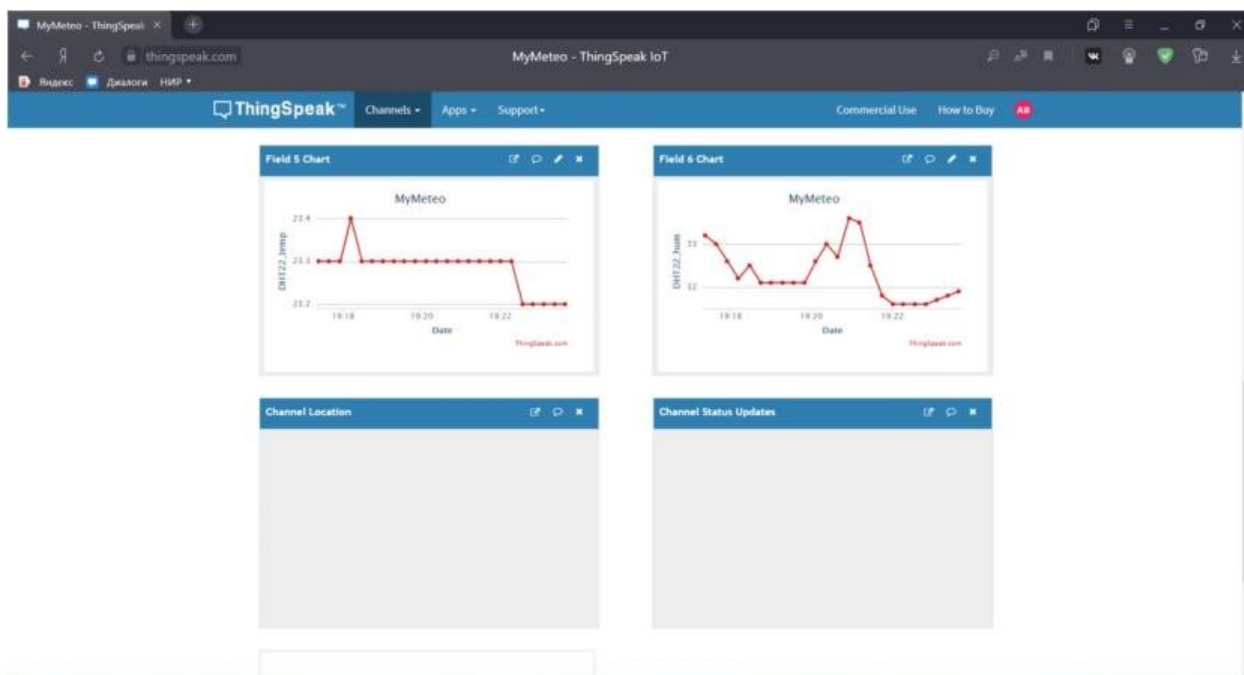 MyMeteo - ThingSpeak
thingspeak.com
MyMeteo - ThingSpeak IoT
Яндекс Диалоги НИР
ThingSpeak™ Channels Apps Support Commercial Use How to Buy AB
Field 5 Chart
MyMeteo
DHT22_temp
23.4
23.3
23.2
19:18 19:20 19:22
Date
ThingSpeak.com
Field 6 Chart
MyMeteo
DHT22_hum
33
32
19:18 19:20 19:22
Date
ThingSpeak.com
Channel Location
Channel Status Updates